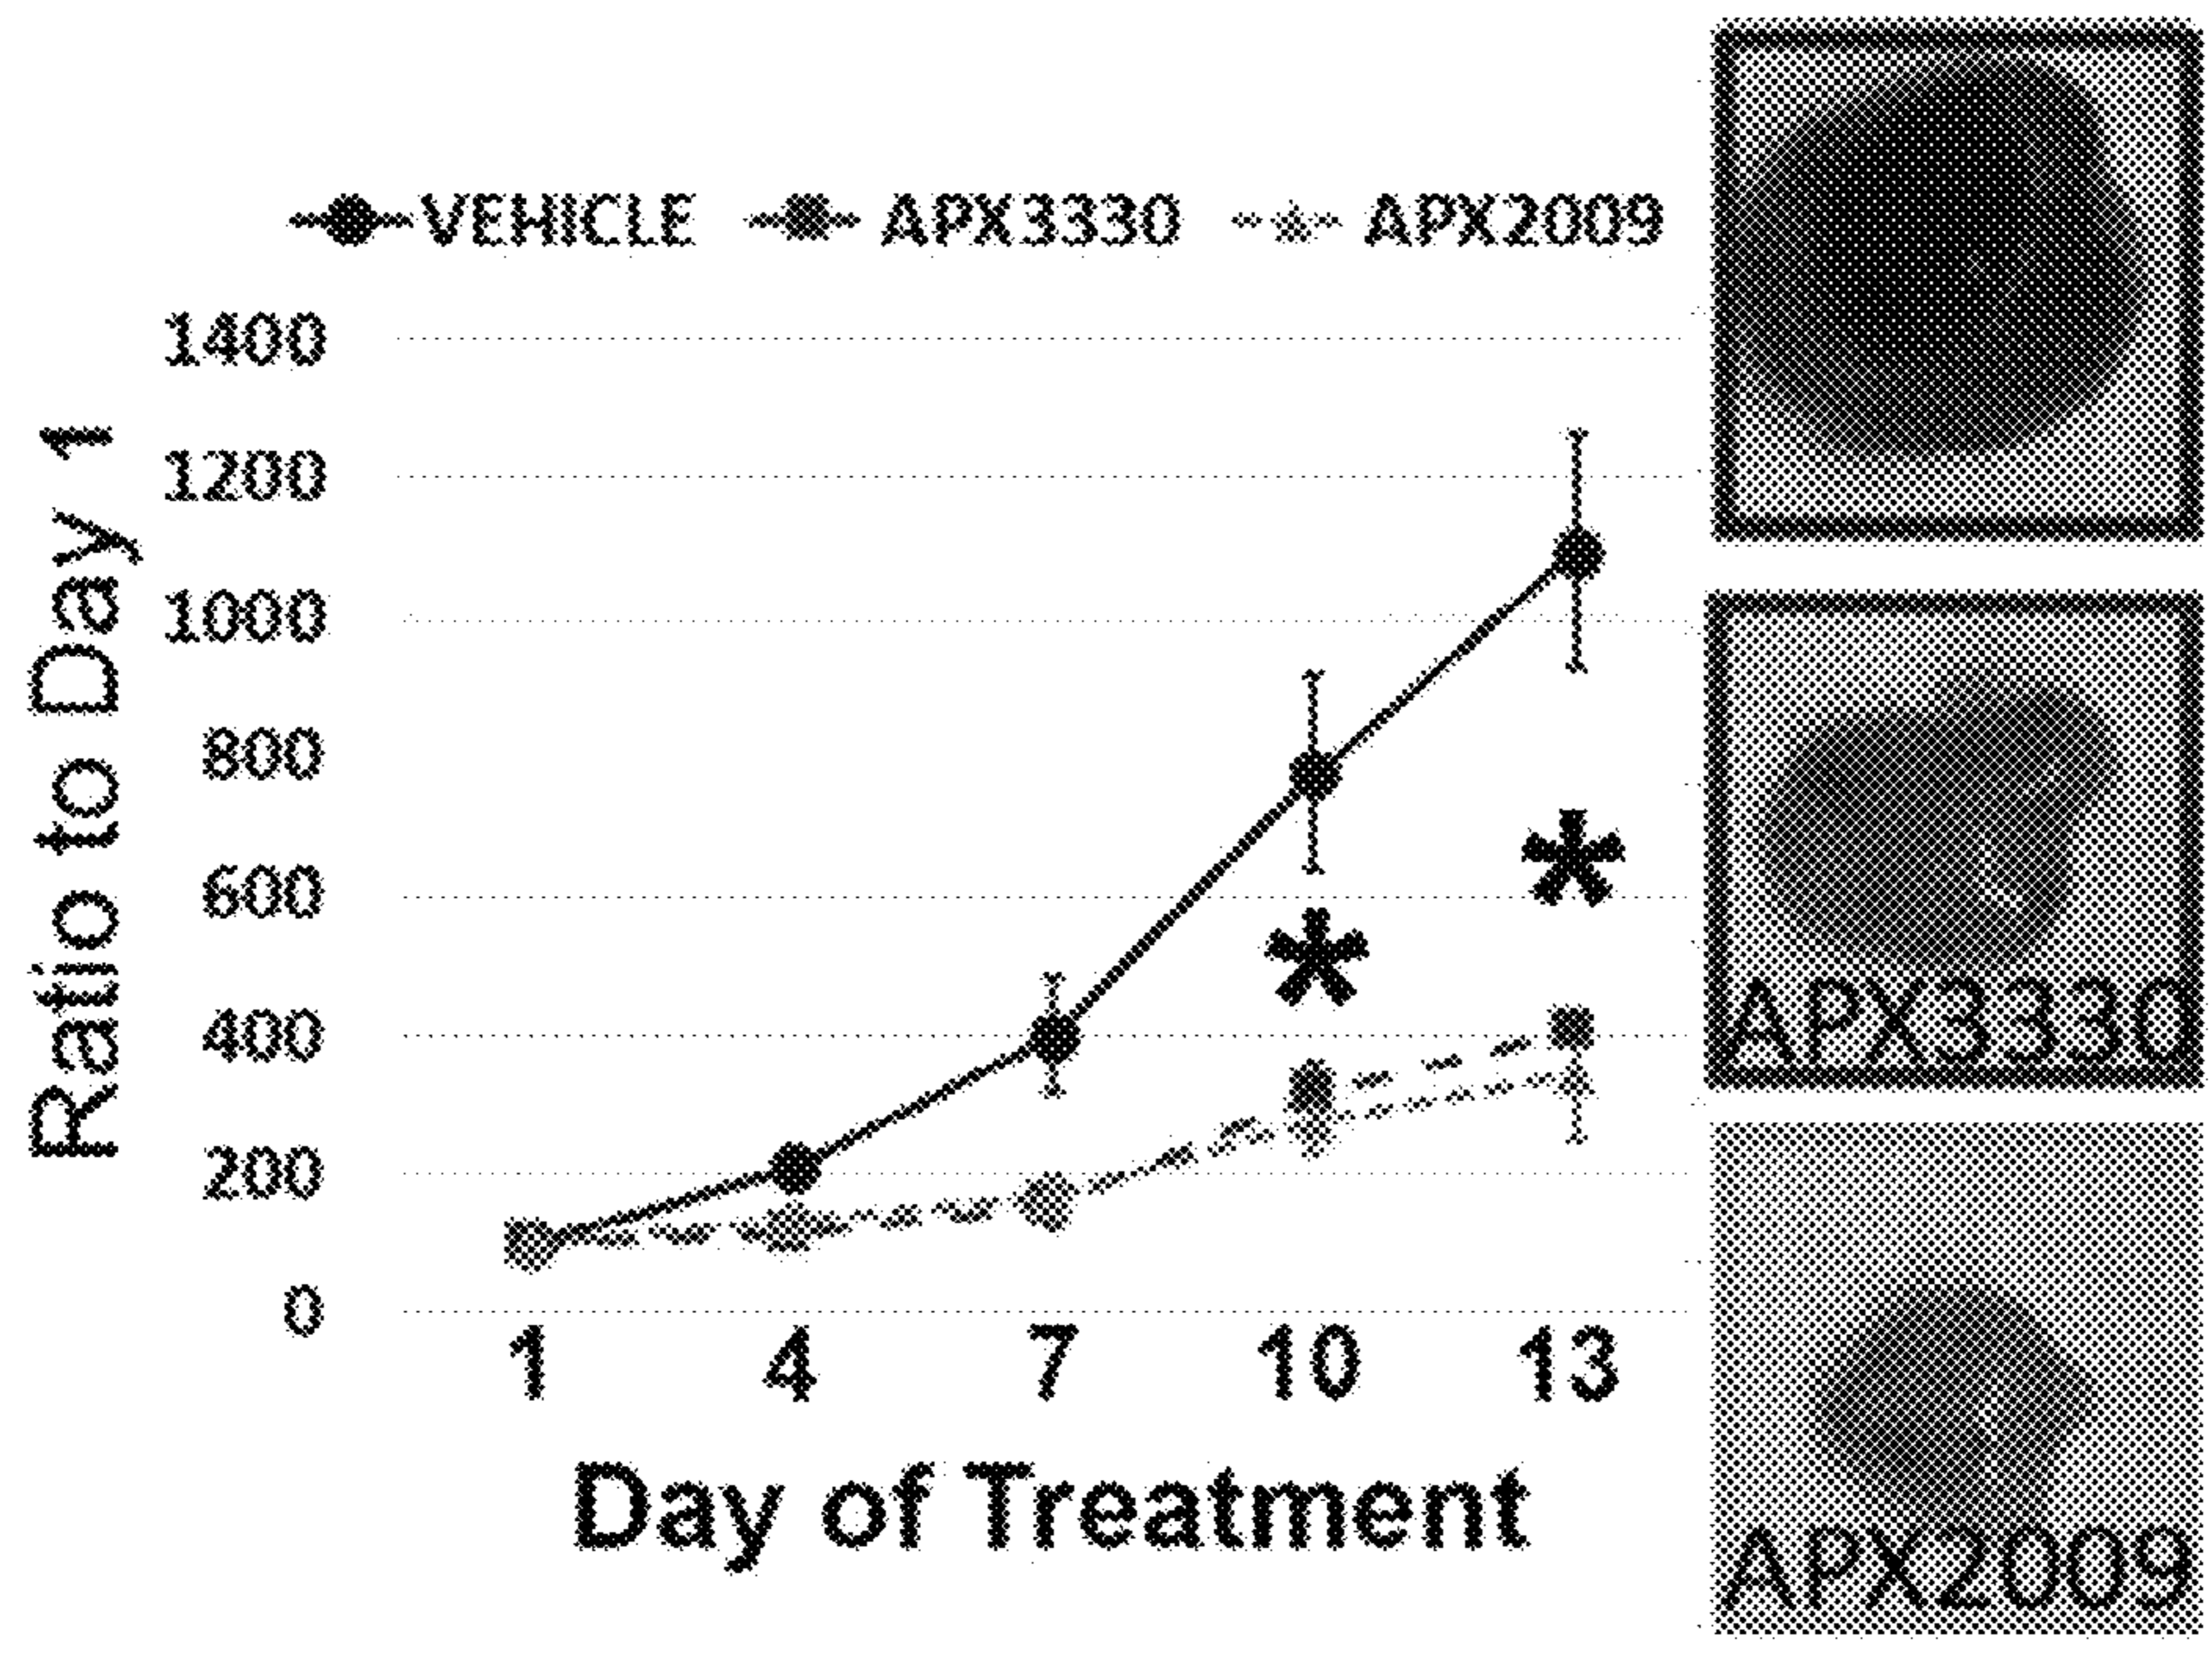 VEHICLE APX3330 APX2009
1400
1200
1000
800
600
400
200
0
Ratio to Day 1
* *
1 4 7 10 13
Day of Treatment
APX3330
APX2009